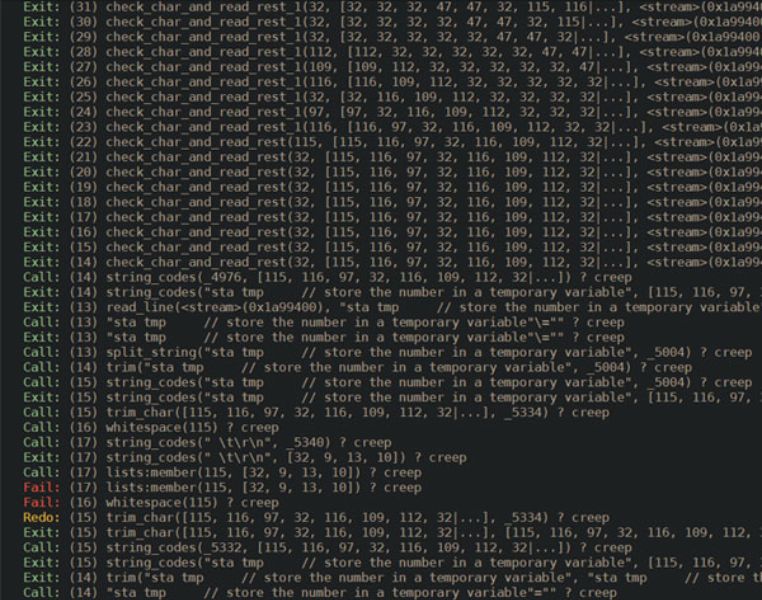 Exit: (31) check_char_and_read_rest_1(32, [32, 32, 32, 47, 47, 32, 115, 116|...], <stream>(0x1a9940
Exit: (30) check_char_and_read_rest_1(32, [32, 32, 32, 32, 47, 47, 32, 115|...], <stream>(0x1a9940
Exit: (29) check_char_and_read_rest_1(32, [32, 32, 32, 32, 32, 47, 47, 32|...], <stream>(0x1a99400
Exit: (28) check_char_and_read_rest_1(112, [112, 32, 32, 32, 32, 32, 47, 47|...], <stream>(0x1a994
Exit: (27) check_char_and_read_rest_1(109, [109, 112, 32, 32, 32, 32, 32, 47|...], <stream>(0x1a99
Exit: (26) check_char_and_read_rest_1(116, [116, 109, 112, 32, 32, 32, 32, 32|...], <stream>(0x1a9
Exit: (25) check_char_and_read_rest_1(32, [32, 116, 109, 112, 32, 32, 32, 32|...], <stream>(0x1a99
Exit: (24) check_char_and_read_rest_1(97, [97, 32, 116, 109, 112, 32, 32, 32|...], <stream>(0x1a99
Exit: (23) check_char_and_read_rest_1(116, [116, 97, 32, 116, 109, 112, 32, 32|...], <stream>(0x1a
Exit: (22) check_char_and_read_rest(115, [115, 116, 97, 32, 116, 109, 112, 32|...], <stream>(0x1a9
Exit: (21) check_char_and_read_rest(32, [115, 116, 97, 32, 116, 109, 112, 32|...], <stream>(0x1a99
Exit: (20) check_char_and_read_rest(32, [115, 116, 97, 32, 116, 109, 112, 32|...], <stream>(0x1a99
Exit: (19) check_char_and_read_rest(32, [115, 116, 97, 32, 116, 109, 112, 32|...], <stream>(0x1a99
Exit: (18) check_char_and_read_rest(32, [115, 116, 97, 32, 116, 109, 112, 32|...], <stream>(0x1a99
Exit: (17) check_char_and_read_rest(32, [115, 116, 97, 32, 116, 109, 112, 32|...], <stream>(0x1a99
Exit: (16) check_char_and_read_rest(32, [115, 116, 97, 32, 116, 109, 112, 32|...], <stream>(0x1a99
Exit: (15) check_char_and_read_rest(32, [115, 116, 97, 32, 116, 109, 112, 32|...], <stream>(0x1a99
Exit: (14) check_char_and_read_rest(32, [115, 116, 97, 32, 116, 109, 112, 32|...], <stream>(0x1a99
Call: (14) string_codes(_4976, [115, 116, 97, 32, 116, 109, 112, 32|...]) ? creep
Exit: (14) string_codes("sta tmp     // store the number in a temporary variable", [115, 116, 97,
Exit: (13) read_line(<stream>(0x1a99400), "sta tmp     // store the number in a temporary variable
Call: (13) "sta tmp     // store the number in a temporary variable"\="" ? creep
Exit: (13) "sta tmp     // store the number in a temporary variable"\="" ? creep
Call: (13) split_string("sta tmp     // store the number in a temporary variable", _5004) ? creep
Call: (14) trim("sta tmp     // store the number in a temporary variable", _5004) ? creep
Call: (15) string_codes("sta tmp     // store the number in a temporary variable", _5004) ? creep
Exit: (15) string_codes("sta tmp     // store the number in a temporary variable", [115, 116, 97,
Call: (15) trim_char([115, 116, 97, 32, 116, 109, 112, 32|...], _5334) ? creep
Call: (16) whitespace(115) ? creep
Call: (17) string_codes(" \t\r\n", _5340) ? creep
Exit: (17) string_codes(" \t\r\n", [32, 9, 13, 10]) ? creep
Call: (17) lists:member(115, [32, 9, 13, 10]) ? creep
Fail: (17) lists:member(115, [32, 9, 13, 10]) ? creep
Fail: (16) whitespace(115) ? creep
Redo: (15) trim_char([115, 116, 97, 32, 116, 109, 112, 32|...], _5334) ? creep
Exit: (15) trim_char([115, 116, 97, 32, 116, 109, 112, 32|...], [115, 116, 97, 32, 116, 109, 112,
Call: (15) string_codes(_5332, [115, 116, 97, 32, 116, 109, 112, 32|...]) ? creep
Exit: (15) string_codes("sta tmp     // store the number in a temporary variable", [115, 116, 97,
Exit: (14) trim("sta tmp     // store the number in a temporary variable", "sta tmp     // store th
Call: (14) "sta tmp     // store the number in a temporary variable"="" ? creep